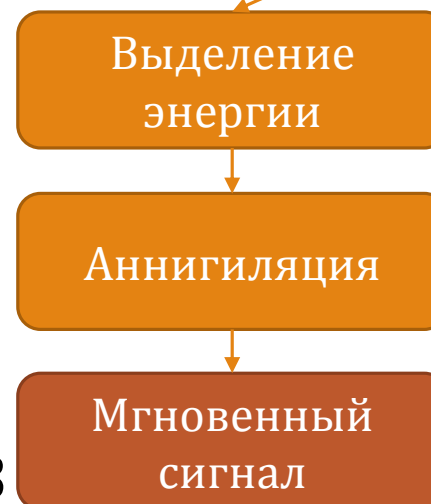 Выделение
энергии
Аннигиляция
Мгновенный
сигнал